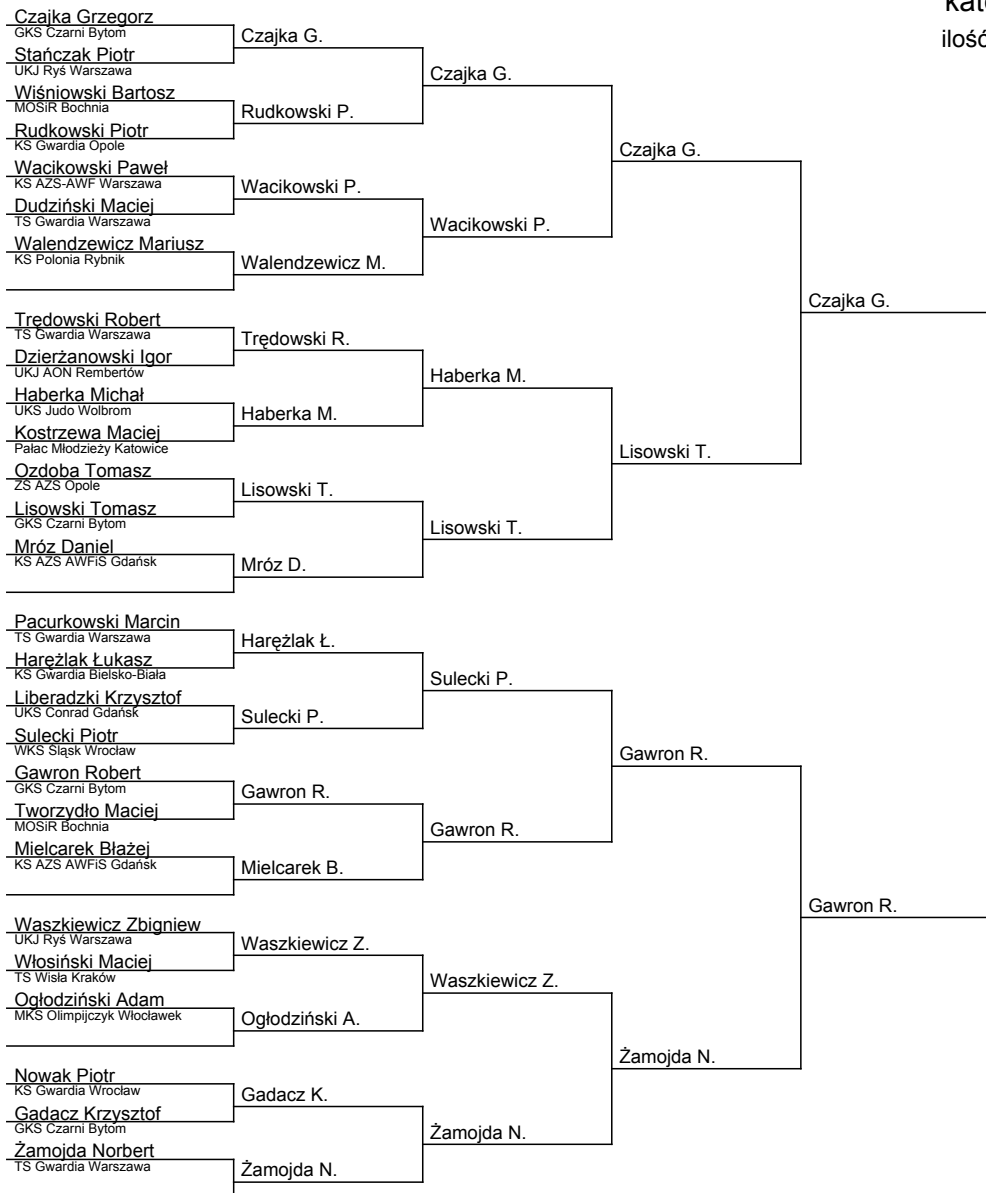 kate
ilość
Czajka Grzegorz
GKS Czarni Bytom
Stańczak Piotr
UKJ Ryś Warszawa
Wiśniowski Bartosz
MOSiR Bochnia
Rudkowski Piotr
KS Gwardia Opole
Wacikowski Paweł
KS AZS-AWF Warszawa
Dudziński Maciej
TS Gwardia Warszawa
Walendzewicz Mariusz
KS Polonia Rybnik
Trędowski Robert
TS Gwardia Warszawa
Dzierżanowski Igor
UKJ AON Rembertów
Haberka Michał
UKS Judo Wolbrom
Kostrzewa Maciej
Pałac Młodzieży Katowice
Ozdoba Tomasz
ZS AZS Opole
Lisowski Tomasz
GKS Czarni Bytom
Mróz Daniel
KS AZS AWFiS Gdańsk
Pacurkowski Marcin
TS Gwardia Warszawa
Harężlak Łukasz
KS Gwardia Bielsko-Biała
Liberadzki Krzysztof
UKS Conrad Gdańsk
Sulecki Piotr
WKS Śląsk Wrocław
Gawron Robert
GKS Czarni Bytom
Tworzydło Maciej
MOSiR Bochnia
Mielcarek Błażej
KS AZS AWFiS Gdańsk
Waszkiewicz Zbigniew
UKJ Ryś Warszawa
Włosiński Maciej
TS Wisła Kraków
Ogłodziński Adam
MKS Olimpijczyk Włocławek
Nowak Piotr
KS Gwardia Wrocław
Gadacz Krzysztof
GKS Czarni Bytom
Żamojda Norbert
TS Gwardia Warszawa
Czajka G.
Rudkowski P.
Wacikowski P.
Walendzewicz M.
Trędowski R.
Haberka M.
Lisowski T.
Mróz D.
Harężlak Ł.
Sulecki P.
Gawron R.
Mielcarek B.
Waszkiewicz Z.
Ogłodziński A.
Gadacz K.
Żamojda N.
Czajka G.
Wacikowski P.
Haberka M.
Lisowski T.
Sulecki P.
Gawron R.
Waszkiewicz Z.
Żamojda N.
Czajka G.
Lisowski T.
Gawron R.
Żamojda N.
Czajka G.
Gawron R.